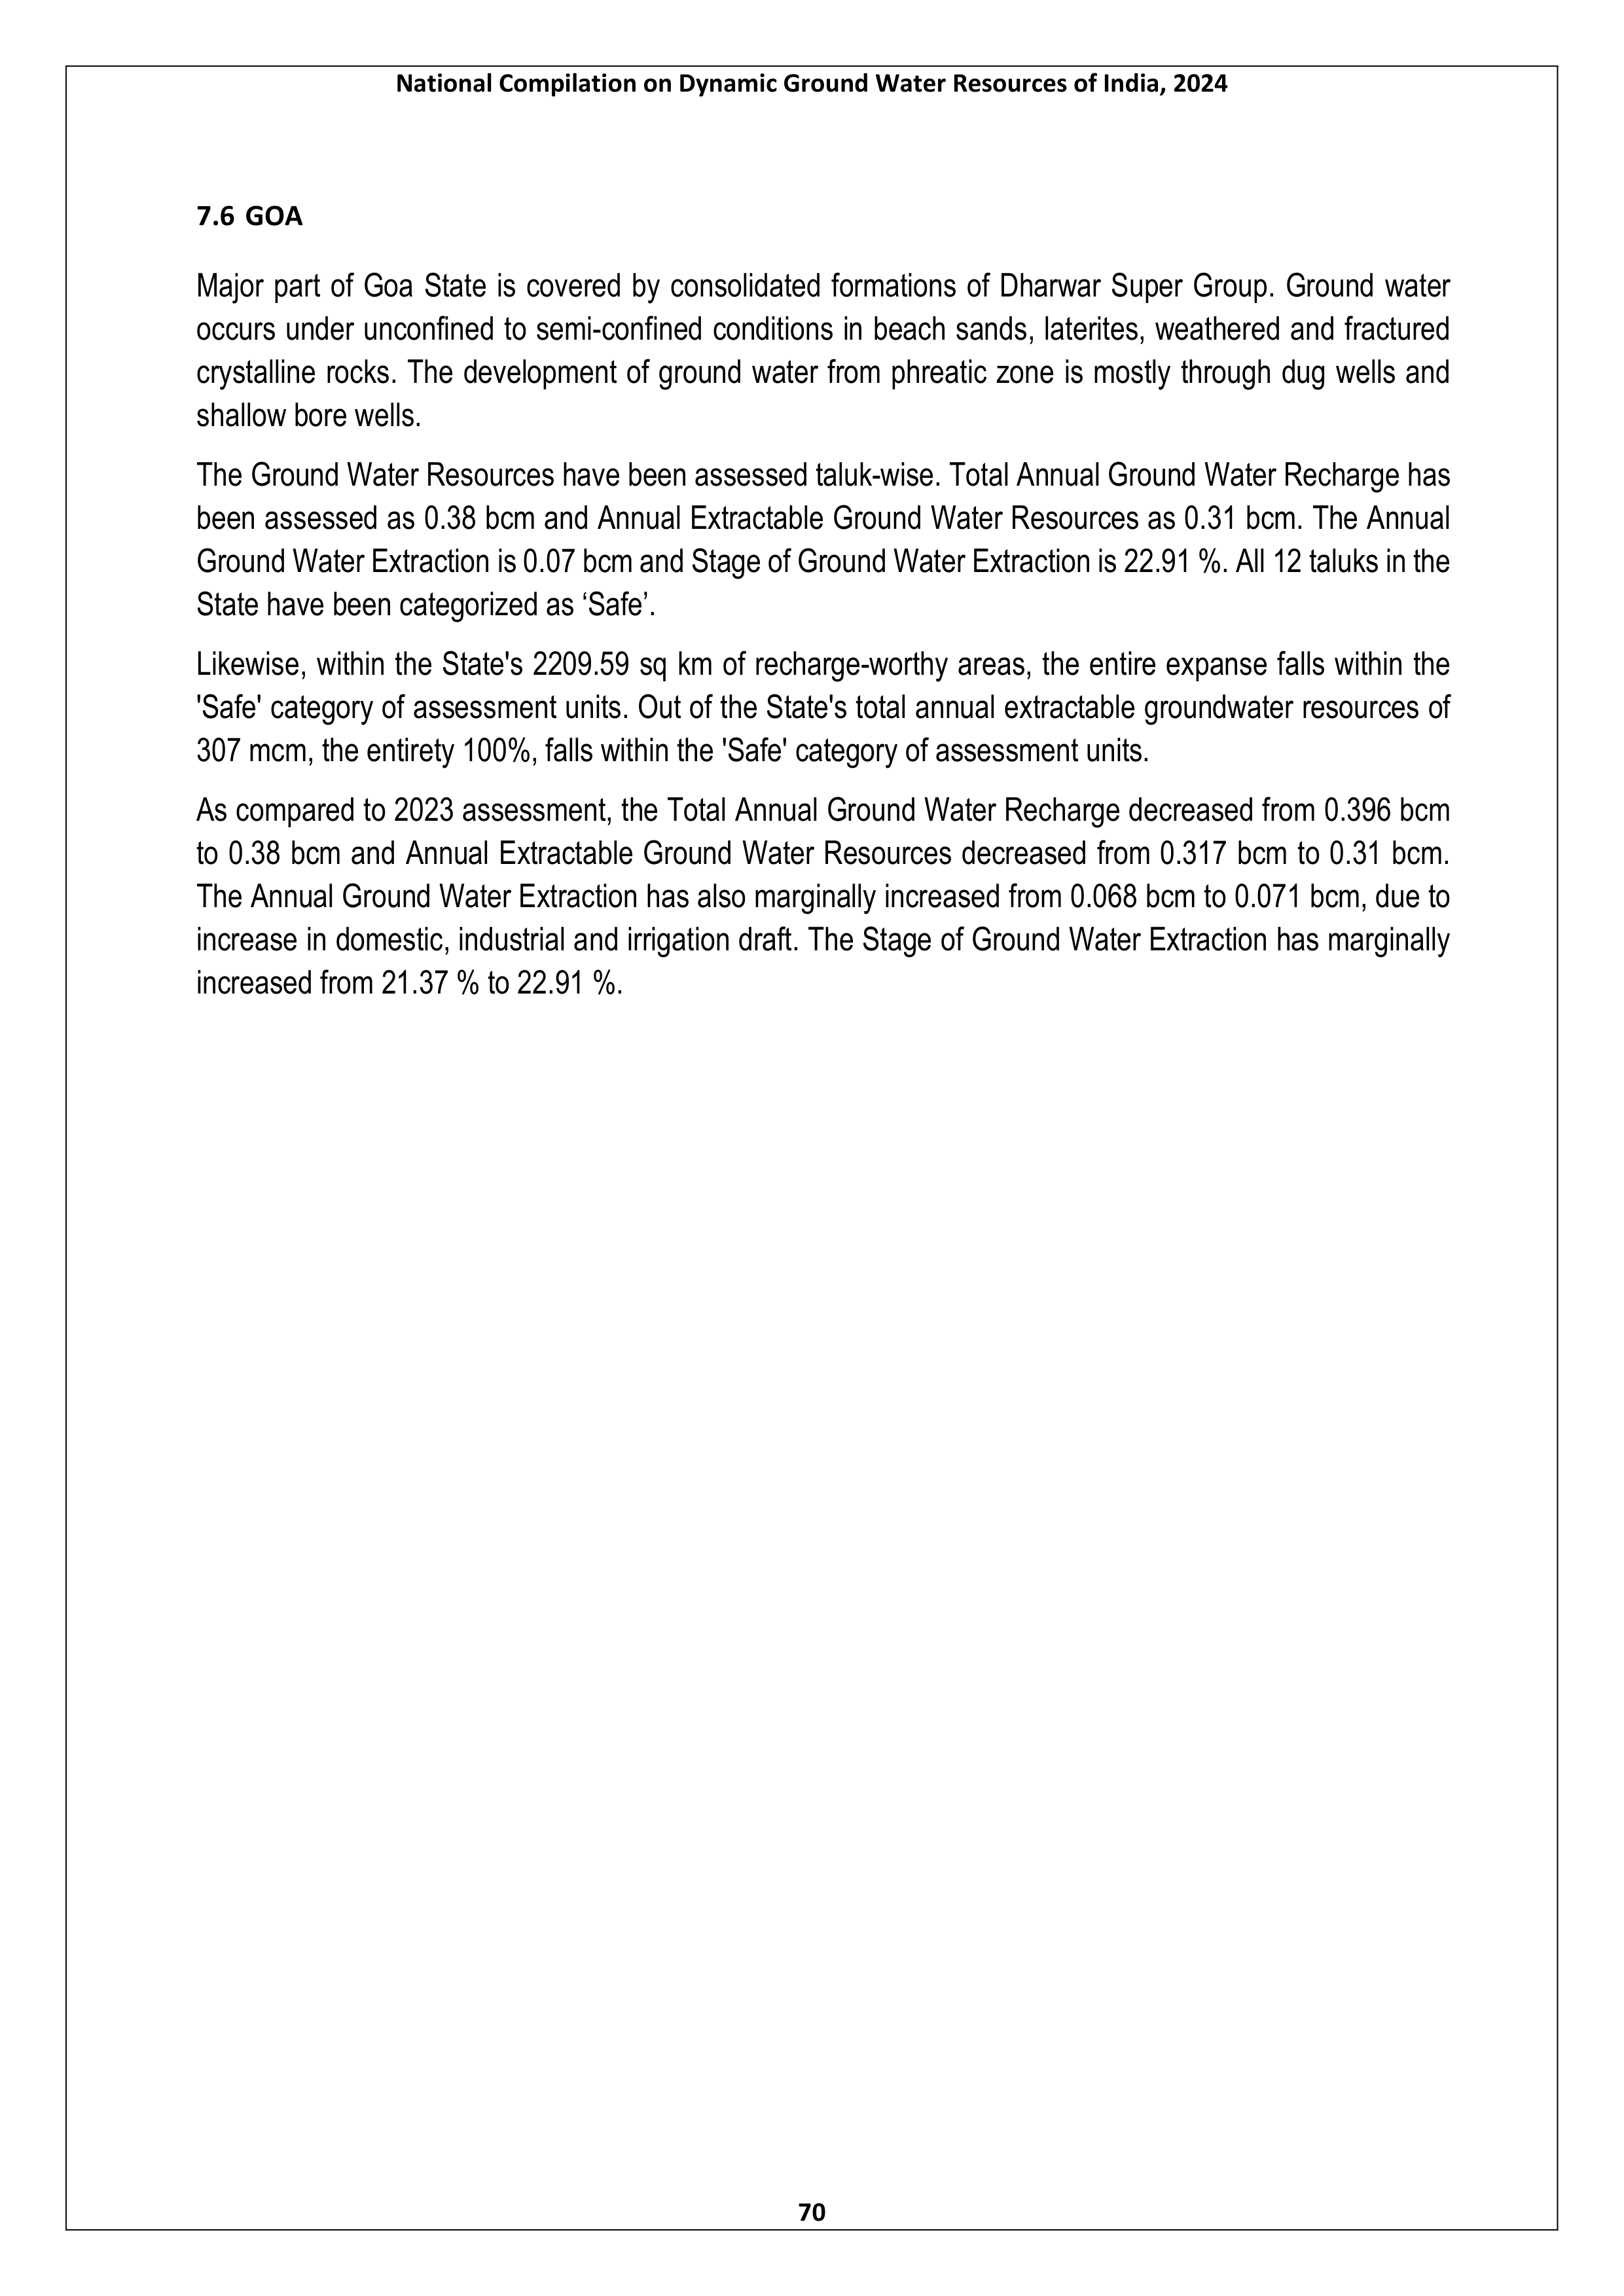 National Compilation on Dynamic Ground Water Resources of India, 2024
7.6 GOA
Major part of Goa State is covered by consolidated formations of Dharwar Super Group. Ground water
occurs under unconfined to semi-confined conditions in beach sands, laterites, weathered and fractured
crystalline rocks. The development of ground water from phreatic zone is mostly through dug wells and
shallow bore wells.
The Ground Water Resources have been assessed taluk-wise. Total Annual Ground Water Recharge has
been assessed as 0.38 bcm and Annual Extractable Ground Water Resources as 0.31 bcm. The Annual
Ground Water Extraction is 0.07 bcm and Stage of Ground Water Extraction is 22.91 %. All 12 taluks in the
State have been categorized as ‘Safe’.
Likewise, within the State's 2209.59 sq km of recharge-worthy areas, the entire expanse falls within the
'Safe' category of assessment units. Out of the State's total annual extractable groundwater resources of
307 mcm, the entirety 100%, falls within the 'Safe' category of assessment units.
As compared to 2023 assessment, the Total Annual Ground Water Recharge decreased from 0.396 bcm
to 0.38 bcm and Annual Extractable Ground Water Resources decreased from 0.317 bcm to 0.31 bcm.
The Annual Ground Water Extraction has also marginally increased from 0.068 bcm to 0.071 bcm, due to
increase in domestic, industrial and irrigation draft. The Stage of Ground Water Extraction has marginally
increased from 21.37 % to 22.91 %.
70